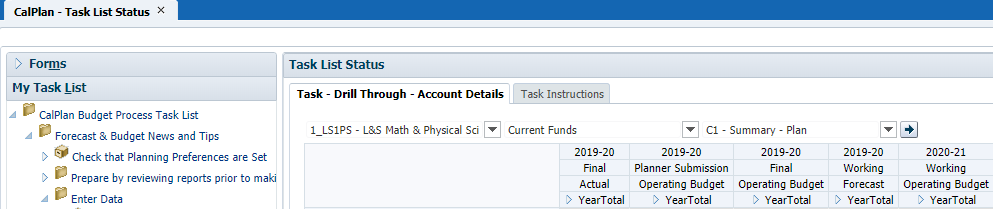 CalPlan - Task List Status ×
Forms
My Task List
CalPlan Budget Process Task List
Forecast & Budget News and Tips
Check that Planning Preferences are Set
Prepare by reviewing reports prior to maki
Enter Data
Task List Status
Task - Drill Through - Account Details Task Instructions
1_LS1PS - L&S Math & Physical Sci Current Funds C1 - Summary - Plan
2019-20 2019-20 2019-20 2019-20 2020-21
Final Planner Submission Final Working Working
Actual Operating Budget Operating Budget Forecast Operating Budget
YearTotal YearTotal YearTotal YearTotal YearTotal